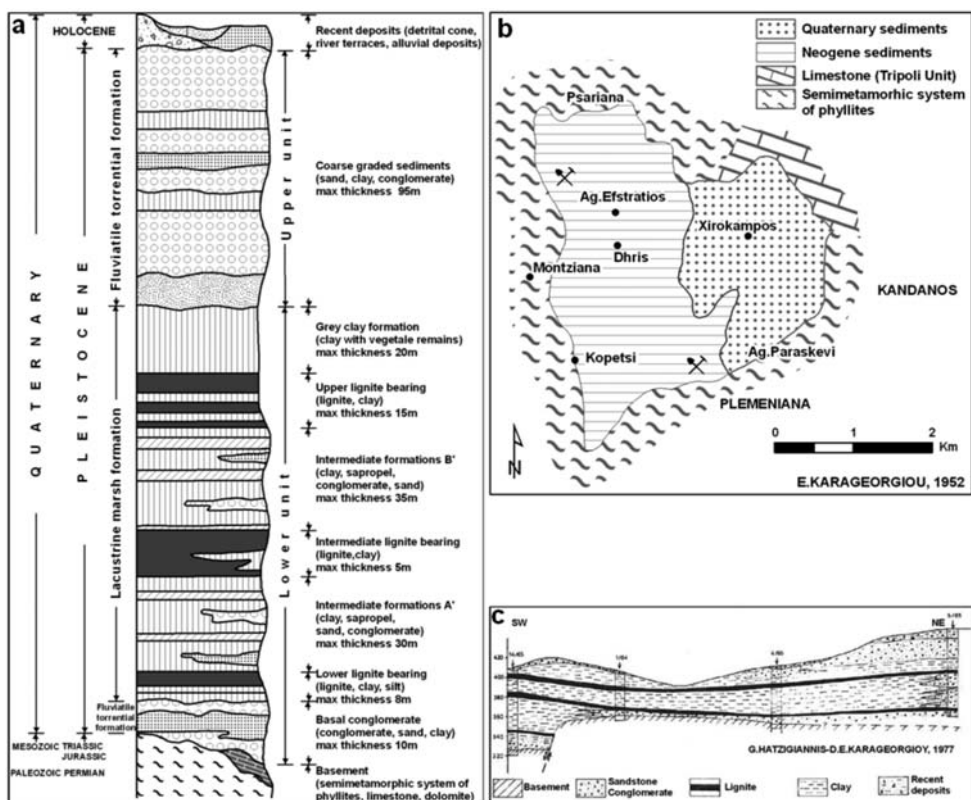 a
HOLOCENE
Recent deposits (detrital cone,
river terraces, alluvial deposits)
QUATERNARY
PLEISTOCENE
Fluviatile torrential formation
Upper unit
Coarse graded sediments
(sand, clay, conglomerate)
max thickness 95m
Lacustrine marsh formation
Lower unit
Grey clay formation
(clay with vegetale remains)
max thickness 20m
Upper lignite bearing
(lignite, clay)
max thickness 15m
Intermediate formations B'
(clay, sapropel,
conglomerate, sand)
max thickness 35m
Intermediate lignite bearing
(lignite,clay)
max thickness 5m
Intermediate formations A'
(clay, sapropel,
sand, conglomerate)
max thickness 30m
Lower lignite bearing
(lignite, clay, silt)
max thickness 8m
Fluviatile
torrential
formation
Basal conglomerate
(conglomerate, sand, clay)
max thickness 10m
MESOZOIC TRIASSIC
JURASSIC
PALEOZOIC PERMIAN
Basement
(semimetamorphic system of
phyllites, limestone, dolomite)
b
Quaternary sediments
Neogene sediments
Limestone (Tripoli Unit)
Semimetamorhic system
of phyllites
Psariana
Ag.Efstratios
Xirokampos
Dhris
Montziana
KANDANOS
Kopetsi
Ag.Paraskevi
PLEMENIANA
0 1 2
Km
N
E.KARAGEORGIOU, 1952
c
SW
NE
G.HATZIGIANNIS-D.E.KARAGEORGIOY, 1977
Basement
Sandstone
Conglomerate
Lignite
Clay
Recent
deposits